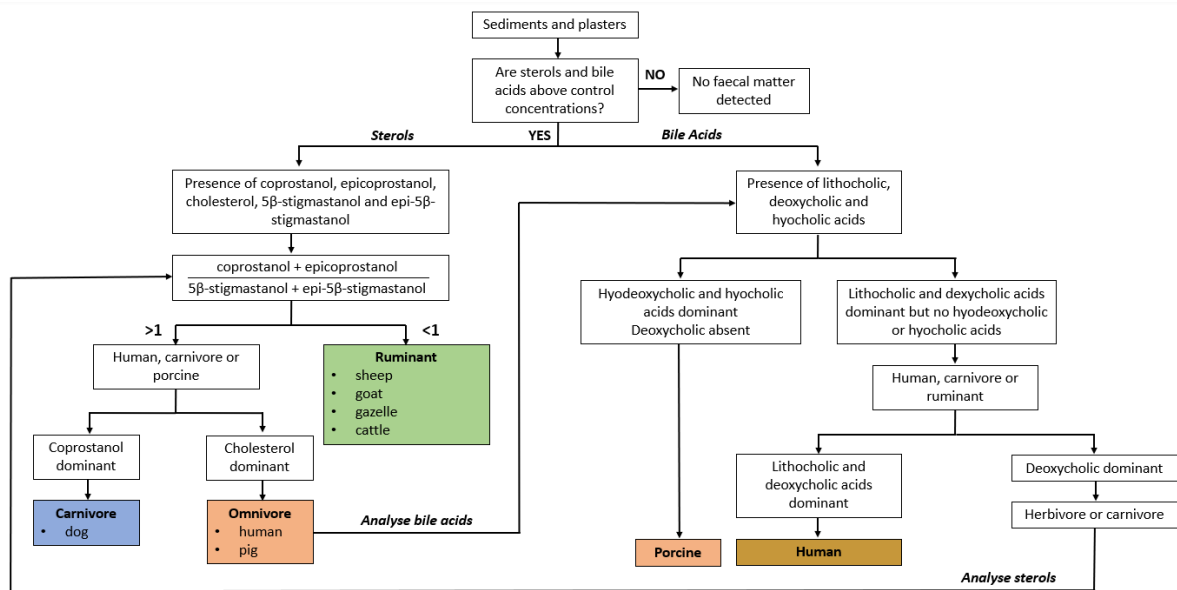 Sediments and plasters
Are sterols and bile
acids above control
concentrations?
NO
No faecal matter
detected
Sterols
YES
Bile Acids
Presence of coprostanol, epicoprostanol,
cholesterol, 5β-stigmastanol and epi-5β-
stigmastanol
Presence of lithocholic,
deoxycholic and
hyocholic acids
coprostanol + epicoprostanol
5β-stigmastanol + epi-5β-stigmastanol
Hyodeoxycholic and hyocholic
acids dominant
Deoxycholic absent
Lithocholic and dexycholic acids
dominant but no hyodeoxycholic
or hyocholic acids
>1
<1
Human, carnivore or
porcine
Ruminant
• sheep
• goat
• gazelle
• cattle
Human, carnivore or
ruminant
Coprostanol
dominant
Cholesterol
dominant
Lithocholic and
deoxycholic acids
dominant
Deoxycholic dominant
Carnivore
• dog
Omnivore
• human
• pig
Analyse bile acids
Herbivore or carnivore
Porcine
Human
Analyse sterols